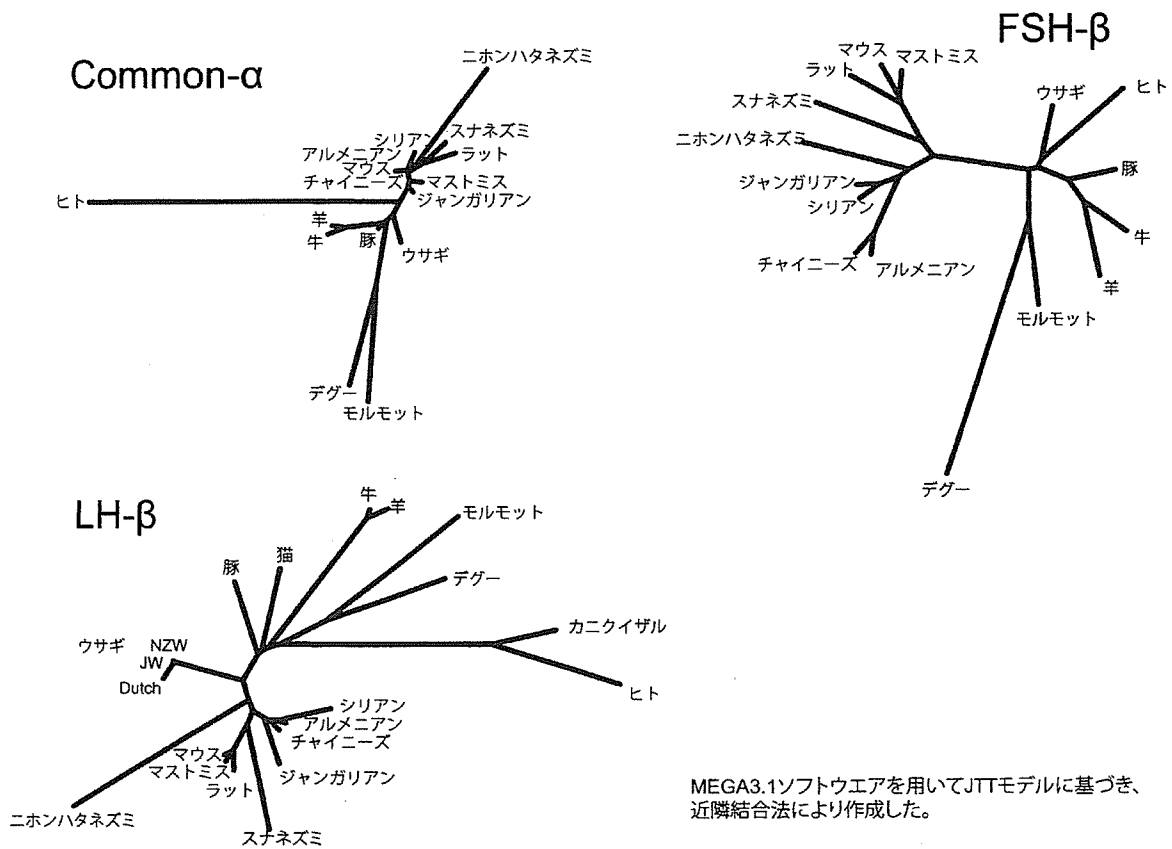 Common-α
ニホンハタネズミ
シリアン
スナネズミ
アルメニアン
ラット
マウス
チャイニーズ
マストミス
ジャンガリアン
ヒト
羊
牛
豚
ウサギ
デグー
モルモット
FSH-β
マウス
マストミス
ラット
スナネズミ
ウサギ
ヒト
ニホンハタネズミ
豚
ジャンガリアン
シリアン
牛
チャイニーズ
アルメニアン
羊
モルモット
デグー
LH-β
牛
羊
モルモット
猫
豚
デグー
カニクイザル
ウサギ
NZW
JW
Dutch
ヒト
シリアン
アルメニアン
チャイニーズ
マウス
マストミス
ラット
ジャンガリアン
ニホンハタネズミ
スナネズミ
MEGA3.1ソフトウエアを用いてJTTモデルに基づき、
近隣結合法により作成した。